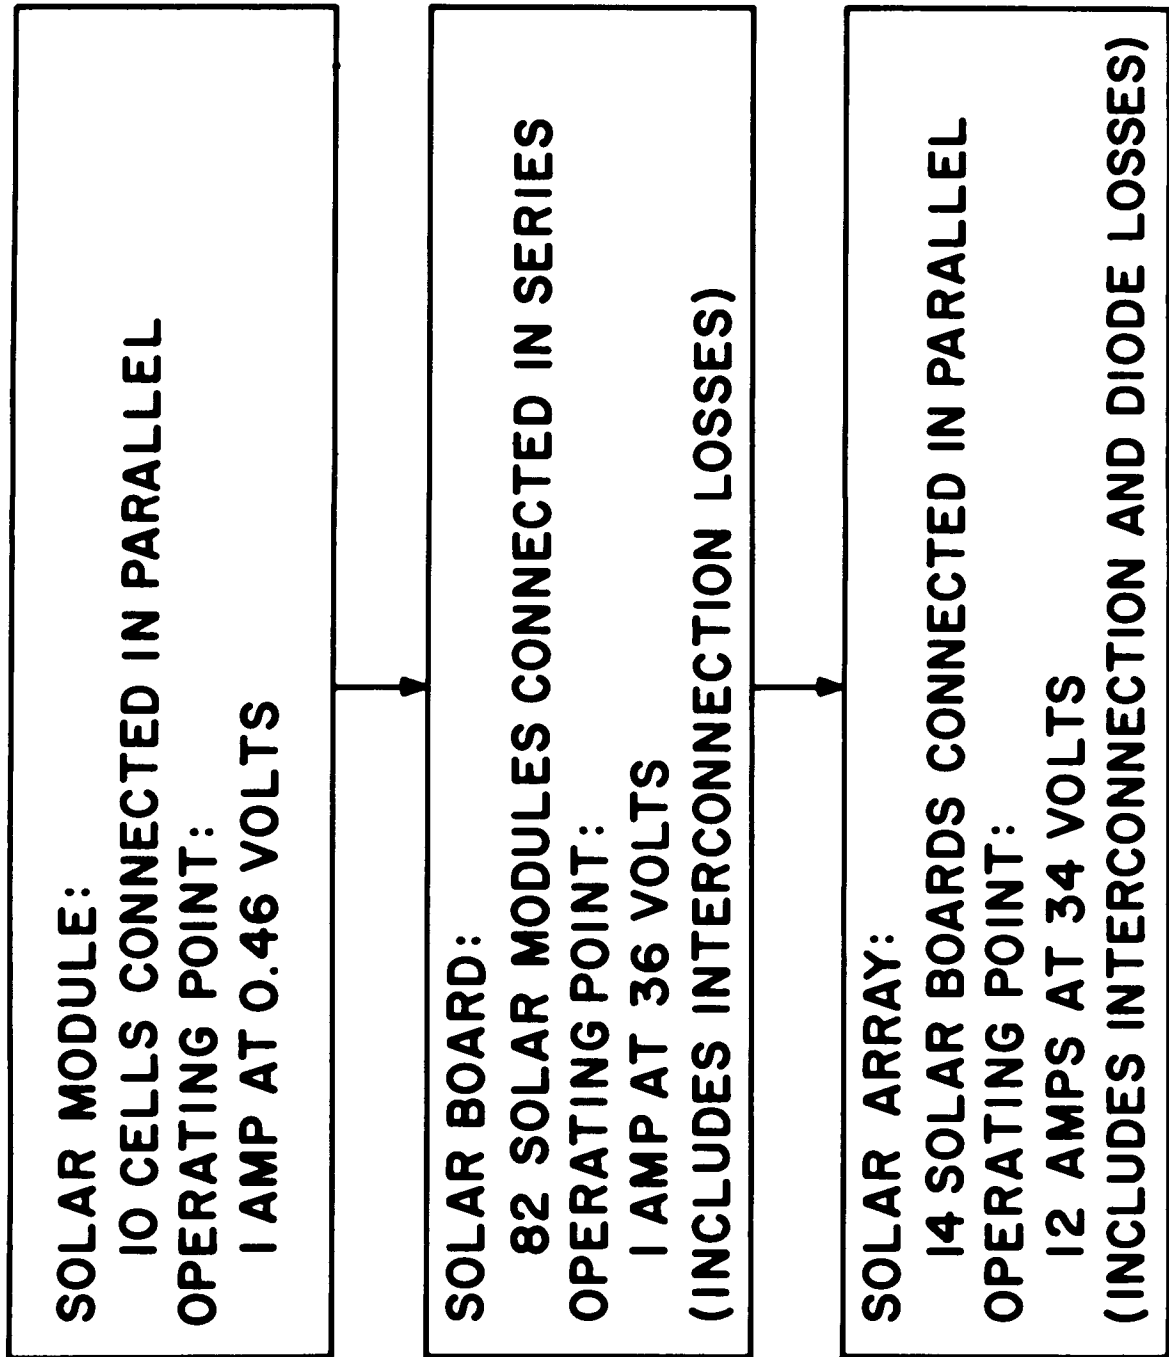 SOLAR MODULE:
10 CELLS CONNECTED IN PARALLEL
OPERATING POINT:
1 AMP AT 0.46 VOLTS
SOLAR BOARD:
82 SOLAR MODULES CONNECTED IN SERIES
OPERATING POINT:
1 AMP AT 36 VOLTS
(INCLUDES INTERCONNECTION LOSSES)
SOLAR ARRAY:
14 SOLAR BOARDS CONNECTED IN PARALLEL
OPERATING POINT:
12 AMPS AT 34 VOLTS
(INCLUDES INTERCONNECTION AND DIODE LOSSES)